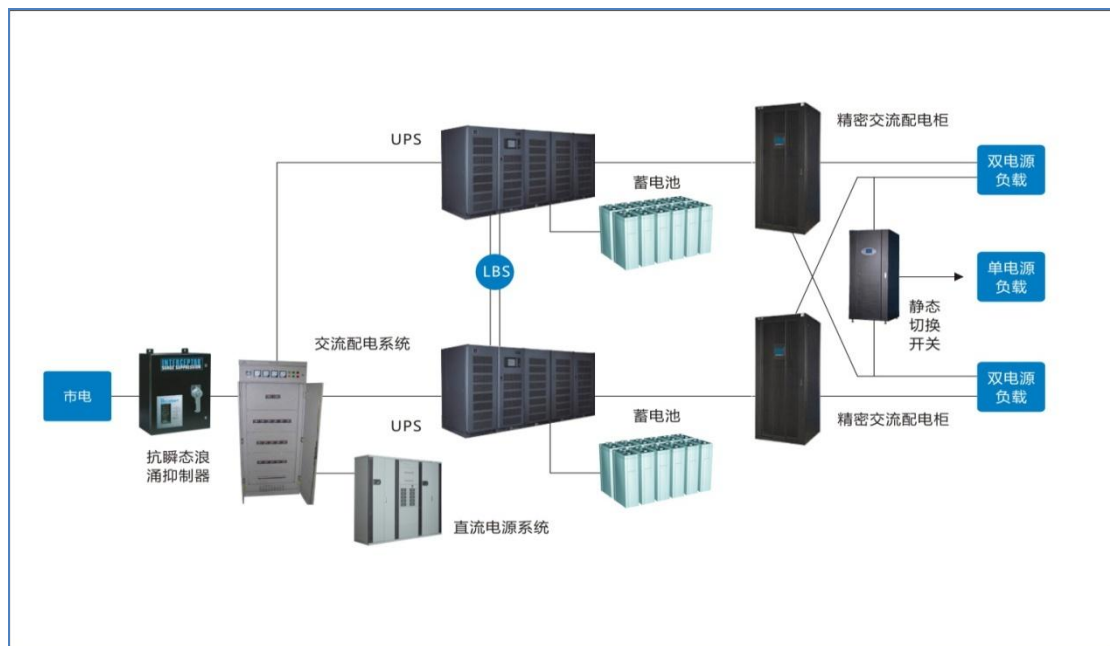 UPS
精密交流配电柜
双电源
负载
蓄电池
LBS
单电源
负载
静态
切换
开关
交流配电系统
INTERCEPTOR
SURGE SUPPRESSION
市电
UPS
蓄电池
精密交流配电柜
双电源
负载
抗瞬态浪
涌抑制器
直流电源系统